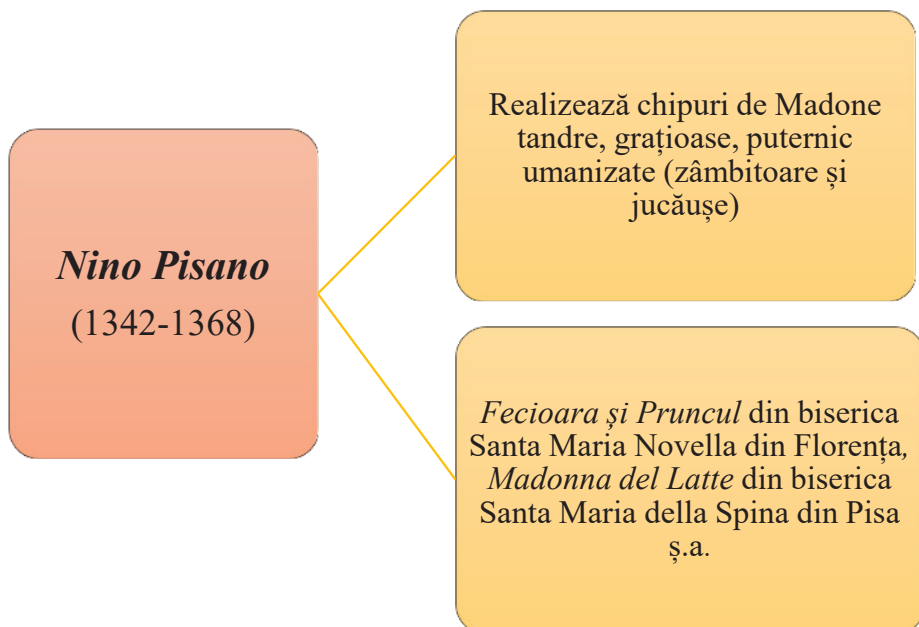 Nino Pisano
(1342-1368)
Realizează chipuri de Madone
tandre, grațioase, puternic
umanizate (zâmbitoare și
jucăușe)
Fecioara și Pruncul din biserica
Santa Maria Novella din Florența,
Madonna del Latte din biserica
Santa Maria della Spina din Pisa
ș.a.